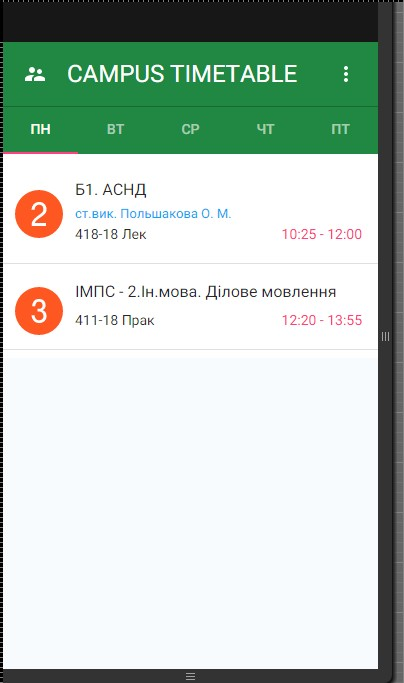 CAMPUS TIMETABLE
ПН ВТ СР ЧТ ПТ
2
Б1. АСНД
ст.вик. Польшакова О. М.
418-18 Лек 10:25 - 12:00
3
ІМПС - 2.Ін.мова. Ділове мовлення
411-18 Прак 12:20 - 13:55